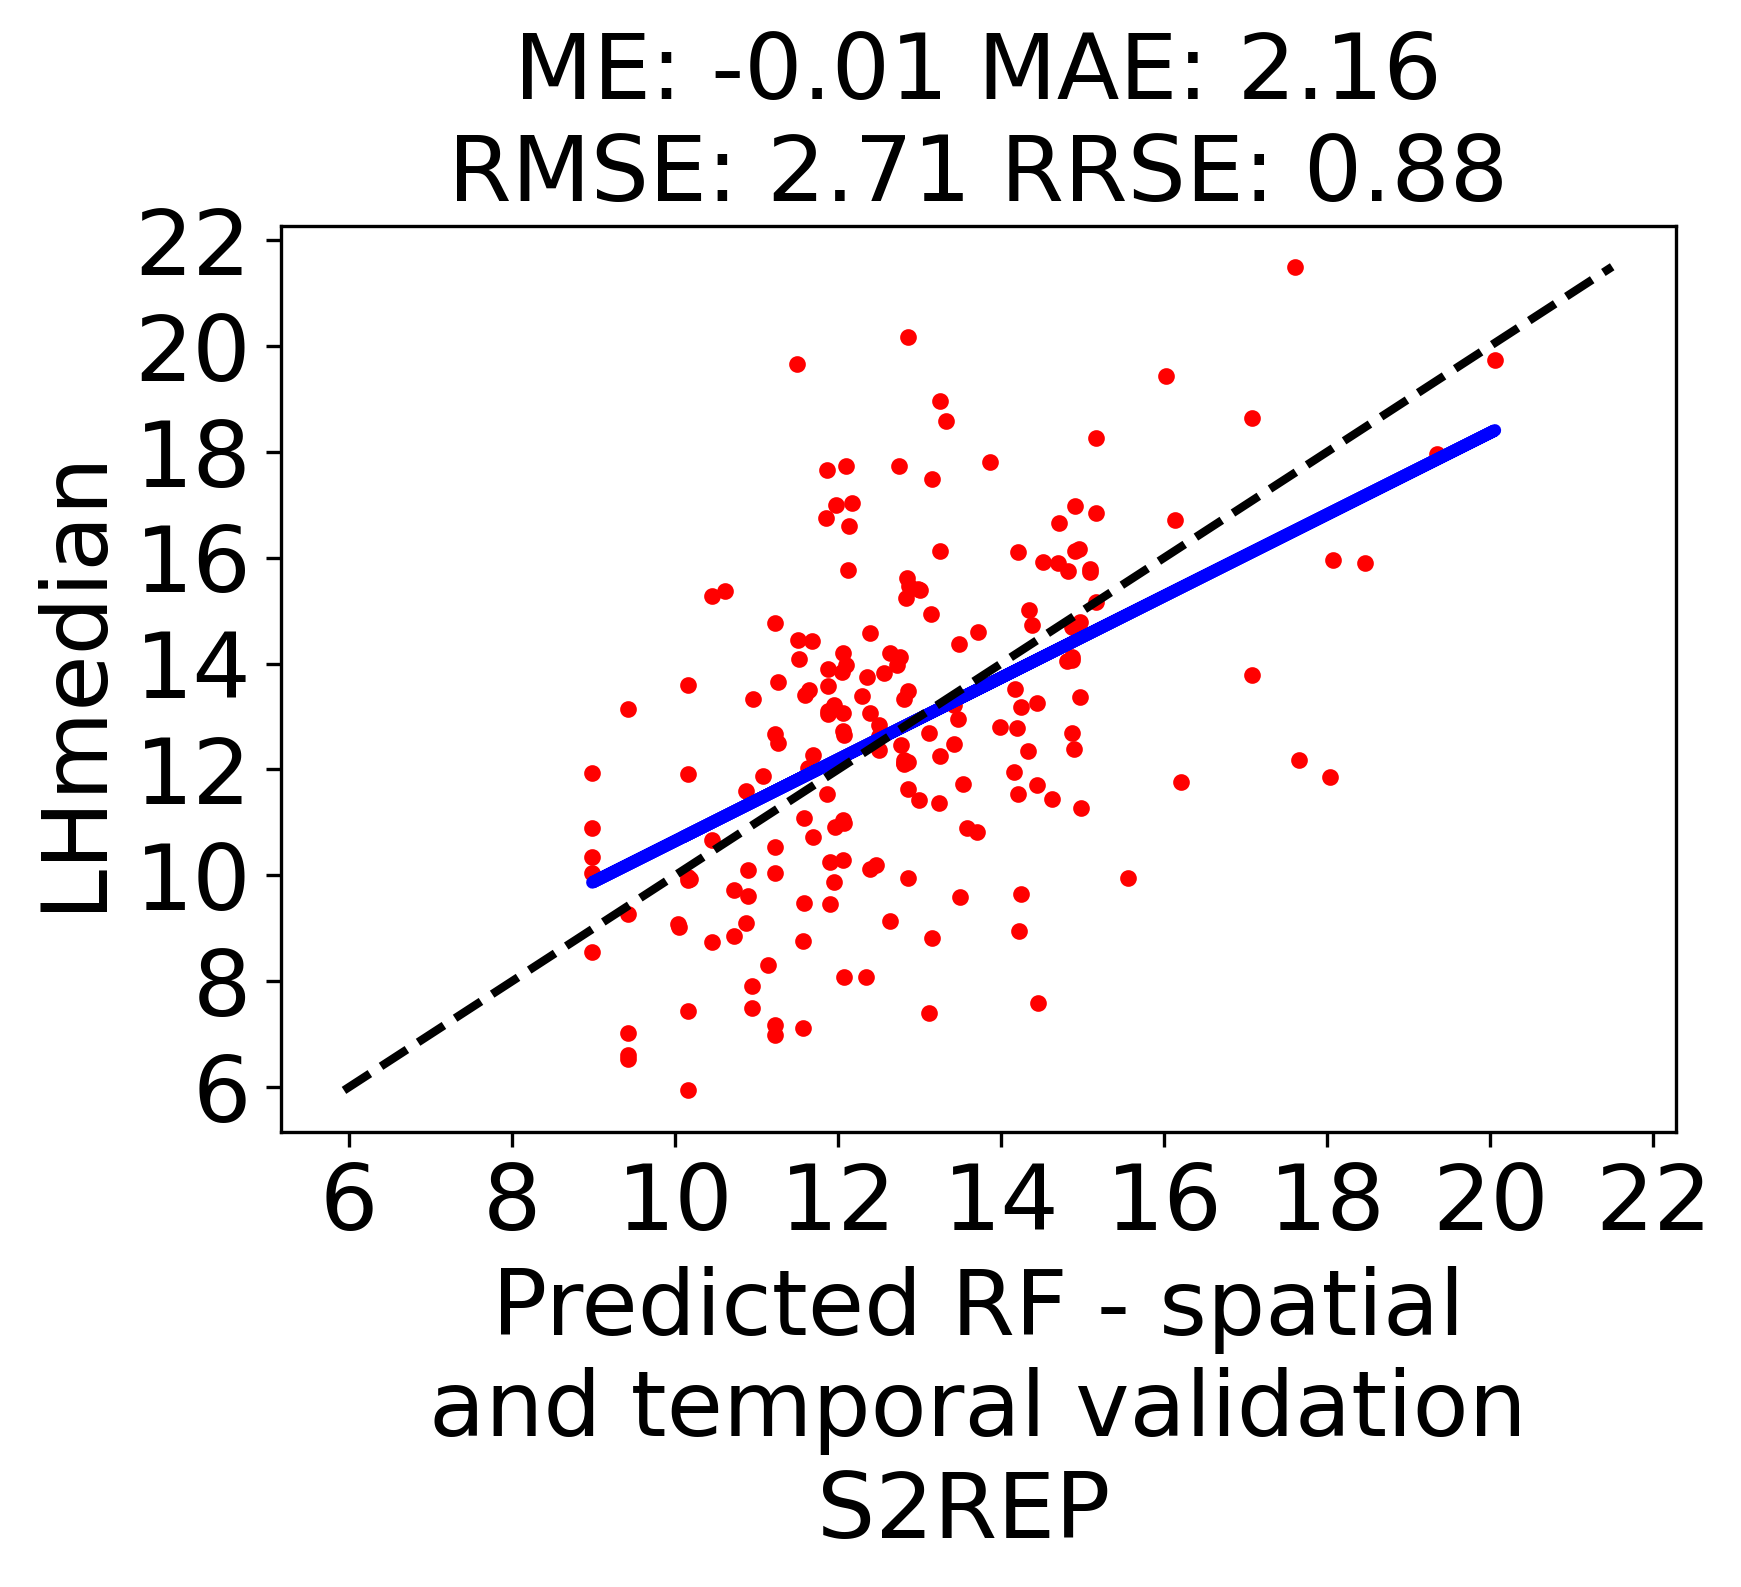 ME: -0.01 MAE: 2.16
RMSE: 2.71 RRSE: 0.88
22
20
18
16
14
12
10
8
6
LHmedian
6 8 10 12 14 16 18 20 22
Predicted RF - spatial
and temporal validation
S2REP